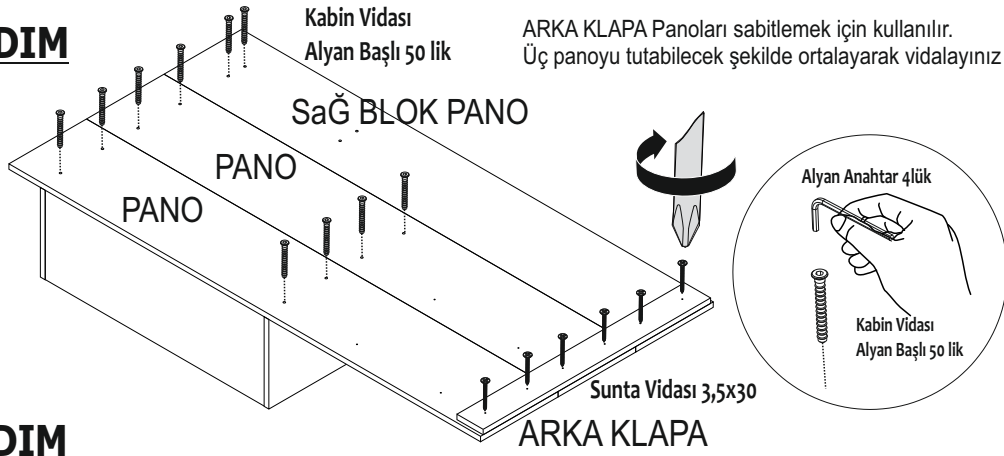 DIM
Kabin Vidası
Alyan Başlı 50 lik
ARKA KLAPA Panoları sabitlemek için kullanılır.
Üç panoyu tutabilecek şekilde ortalayarak vidalayınız
SaĞ BLOK PANO
PANO
PANO
Alyan Anahtar 4lük
Kabin Vidası
Alyan Başlı 50 lik
Sunta Vidası 3,5x30
ARKA KLAPA
DIM